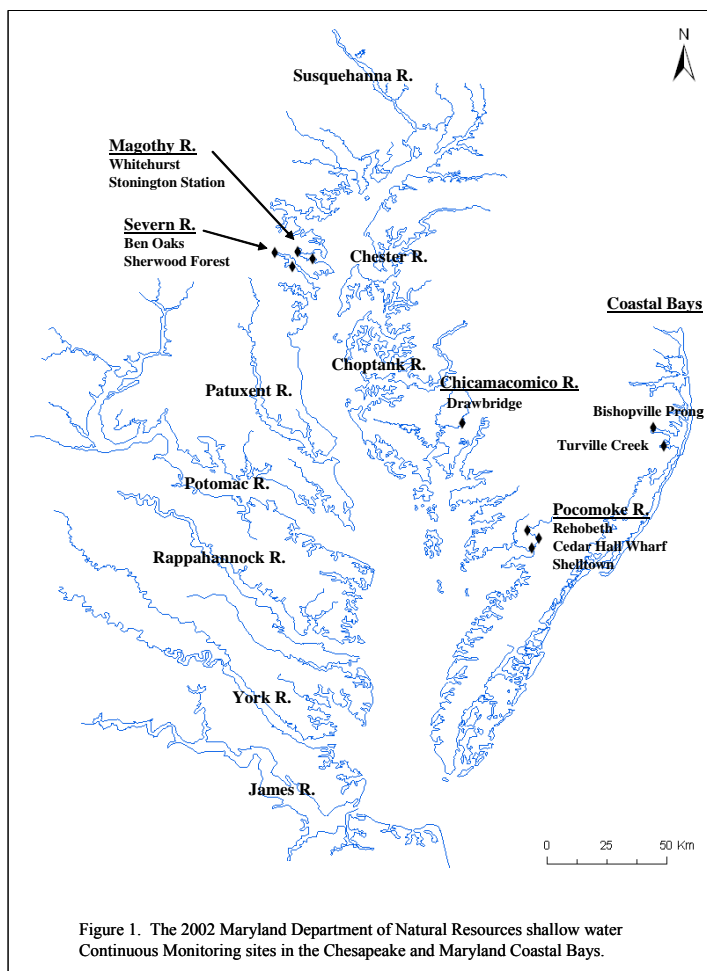 N
Susquehanna R.
Magothy R.
Whitehurst
Stonington Station
Severn R.
Ben Oaks
Sherwood Forest
Chester R.
Coastal Bays
Choptank R.
Chicamacomico R.
Drawbridge
Patuxent R.
Bishopville Prong
Turville Creek
Potomac R.
Pocomoke R.
Rehobeth
Cedar Hall Wharf
Shelltown
Rappahannock R.
York R.
James R.
0 25 50 Km
Figure 1. The 2002 Maryland Department of Natural Resources shallow water
Continuous Monitoring sites in the Chesapeake and Maryland Coastal Bays.